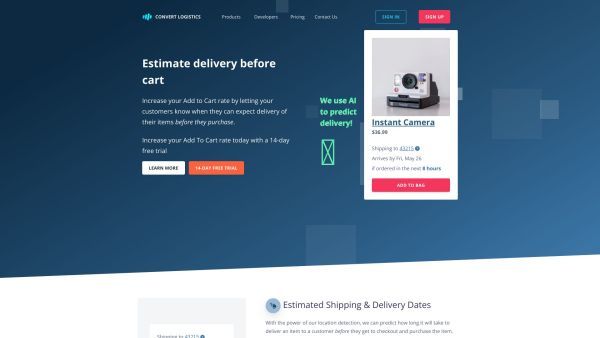 CONVERT LOGISTICS
Products
Developers
Pricing
Contact Us
SIGN IN
SIGN UP
Estimate delivery before
cart
Increase your Add to Cart rate by letting your
customers know when they can expect delivery of
their items before they purchase.
Increase your Add To Cart rate today with a 14-day
free trial!
LEARN MORE
14-DAY FREE TRIAL
We use AI
to predict
delivery!
Instant Camera
$36.99
Shipping to 43215
Arrives by Fri, May 26
if ordered in the next 8 hours
ADD TO BAG
Estimated Shipping & Delivery Dates
With the power of our location detection, we can predict how long it will take to
deliver an item to a customer before they get to checkout and purchase the item.
Shipping to 43215